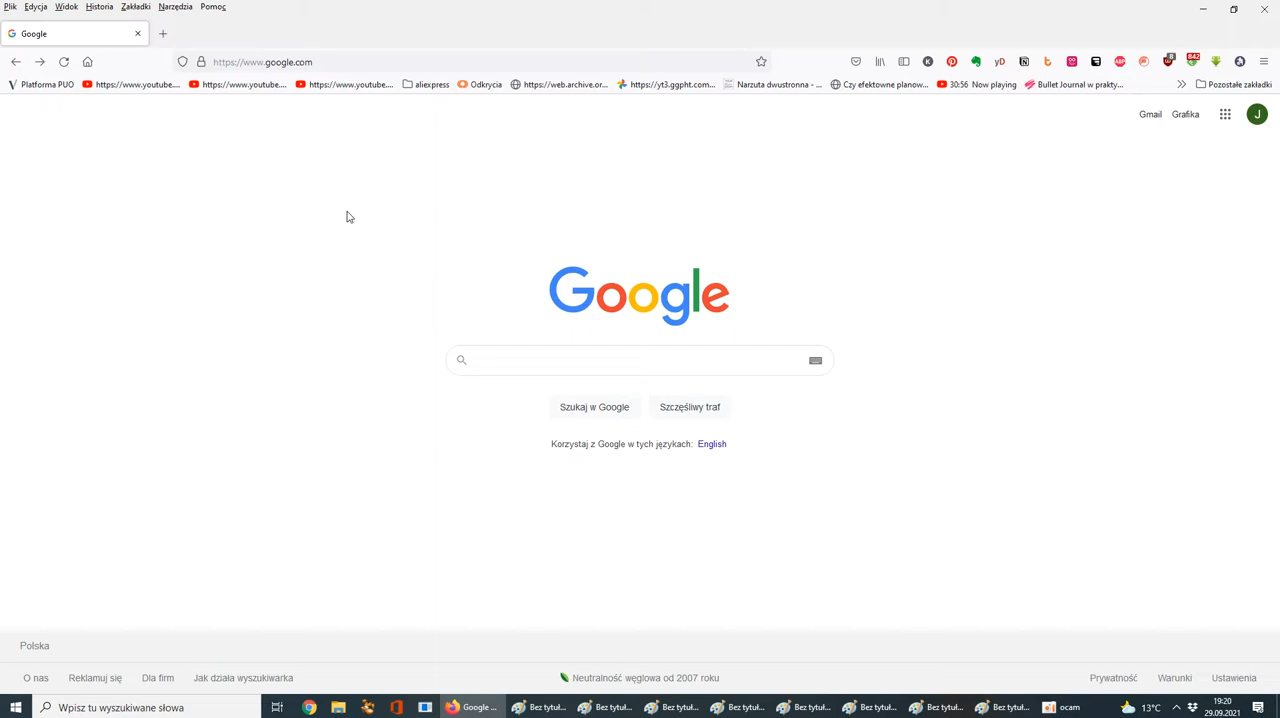 Plik Edycja Widok Historia Zakładki Narzędzia Pomoc
Google
https://www.google.com
8 842
Platforma PUO https://www.youtube.... https://www.youtube.... https://www.youtube.... aliexpress Odkrycia https://web.archive.or... https://yt3.ggpht.com... Narzuta dwustronna - ... Czy efektowne planow... 30:56 Now playing Bullet Journal w prakty... Pozostałe zakładki
Gmail Grafika J
Google
Szukaj w Google Szczęśliwy traf
Korzystaj z Google w tych językach: English
Polska
O nas Reklamuj się Dla firm Jak działa wyszukiwarka Neutralność węglowa od 2007 roku Prywatność Warunki Ustawienia
Wpisz tu wyszukiwane słowa Google ... Bez tytuł... Bez tytuł... Bez tytuł... Bez tytuł... Bez tytuł... Bez tytuł... Bez tytuł... Bez tytuł... ocam 13°C 19:20
29.09.2021